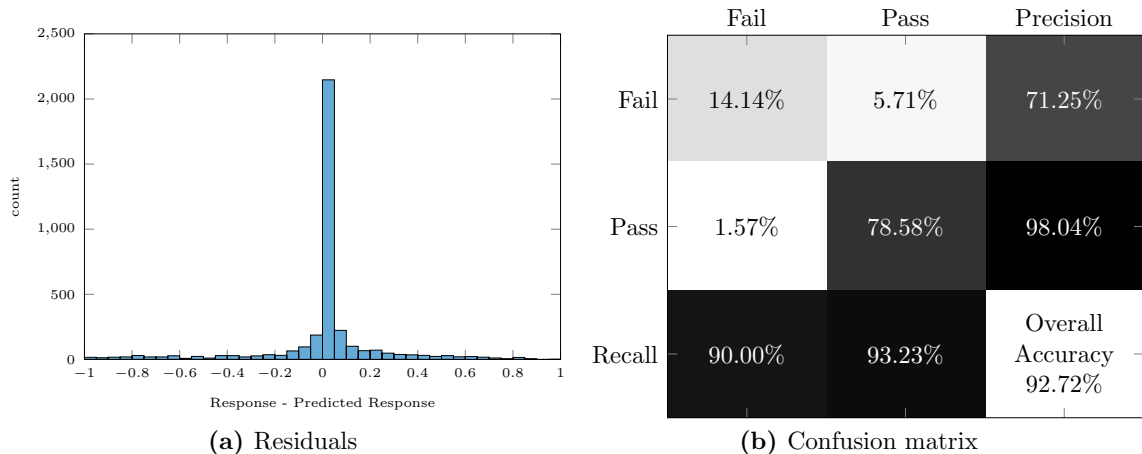 2,500
2,000
1,500
1,000
500
0
count
−1 −0.8 −0.6 −0.4 −0.2 0 0.2 0.4 0.6 0.8 1
Response - Predicted Response
(a) Residuals
Fail Pass Precision
Fail 14.14% 5.71% 71.25%
Pass 1.57% 78.58% 98.04%
Recall 90.00% 93.23% Overall
Accuracy
92.72%
(b) Confusion matrix